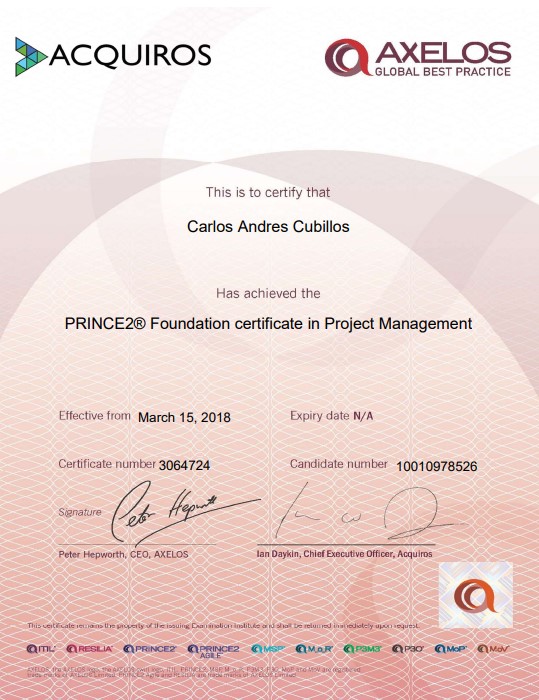 ACQUIROS
AXELOS
GLOBAL BEST PRACTICE
This is to certify that
Carlos Andres Cubillos
Has achieved the
PRINCE2® Foundation certificate in Project Management
Effective from March 15, 2018 Expiry date N/A
Certificate number 3064724 Candidate number 10010978526
Signature Peter Hepworth
Peter Hepworth, CEO, AXELOS Ian Daykin, Chief Executive Officer, Acquiros
This certificate remains the property of the issuing Examination Institute and shall be returned immediately upon request.
ITIL® RESILIA™ PRINCE2® PRINCE2 AGILE™ MSP® M_o_R® P3M3® P3O® MoP® MoV®
AXELOS, the AXELOS logo, the AXELOS swirl logo, ITIL, PRINCE2, MSP, M_o_R, P3M3, P3O, MoP and MoV are registered
trade marks of AXELOS Limited. PRINCE2 Agile and RESILIA are trade marks of AXELOS Limited.